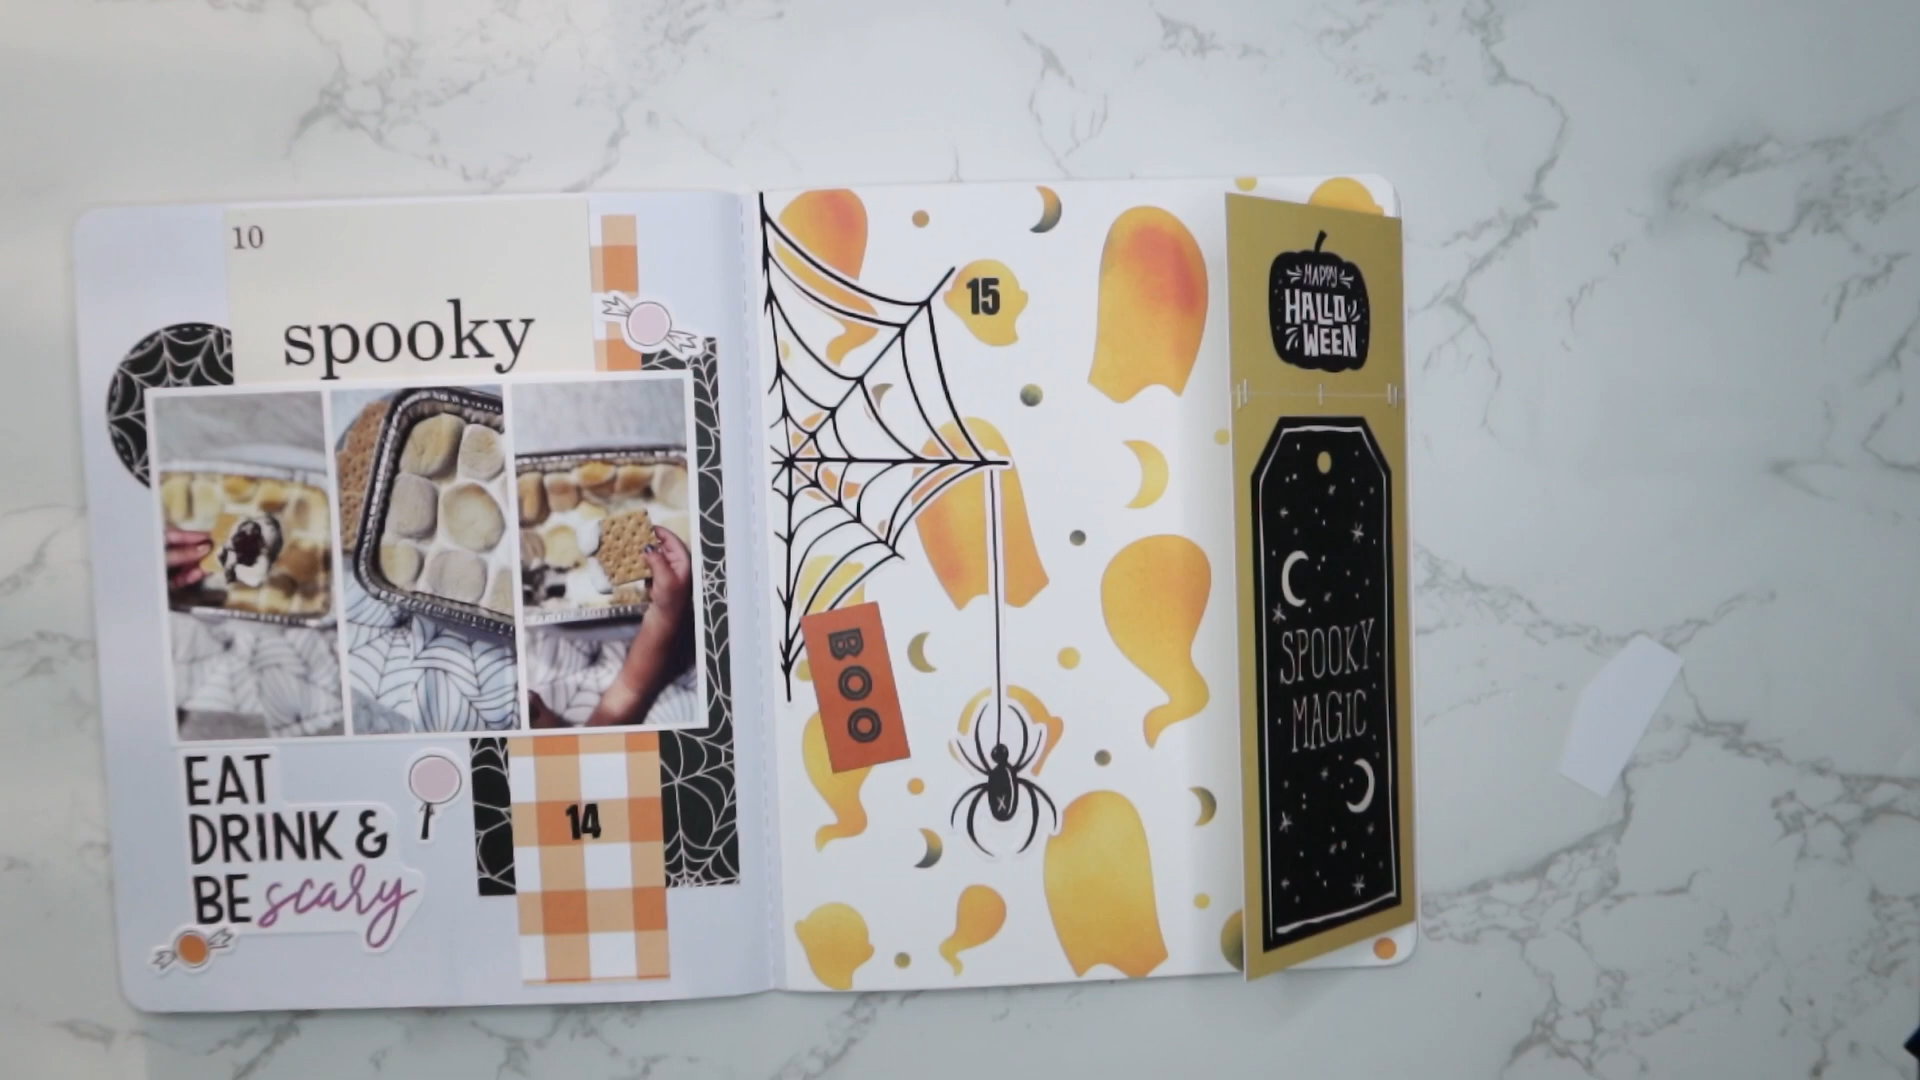 10
spooky
EAT
DRINK &
BE scary
14
15
BOO
HAPPY
HALLO
WEEN
SPOOKY
MAGIC